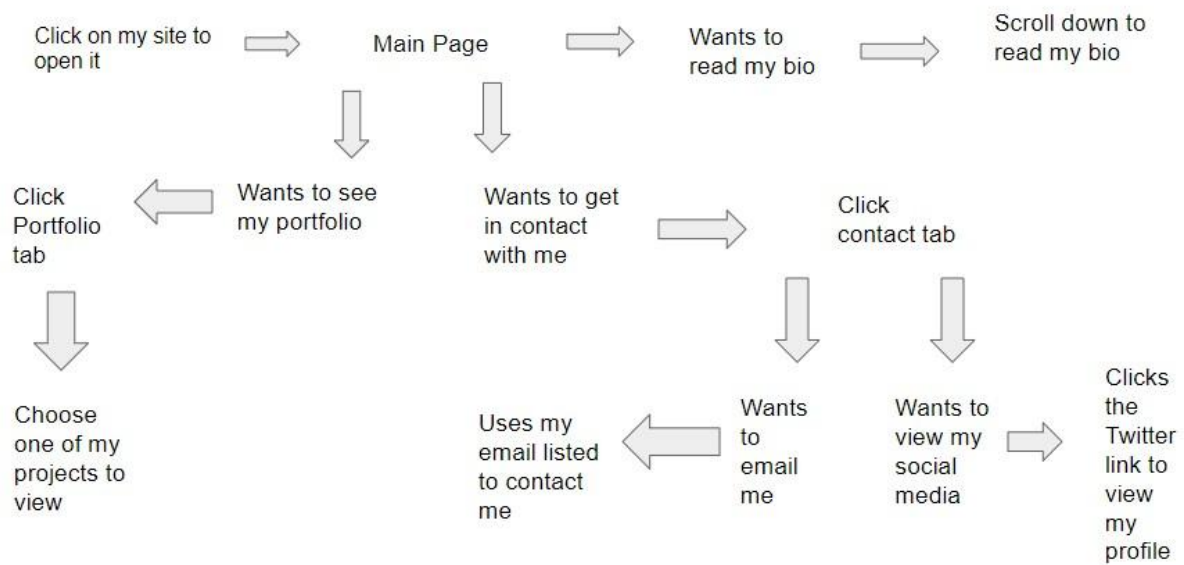 Click on my site to
open it
Main Page
Wants to
read my bio
Scroll down to
read my bio
Click
Portfolio
tab
Wants to see
my portfolio
Wants to get
in contact
with me
Click
contact tab
Choose
one of my
projects to
view
Uses my
email listed
to contact
me
Wants
to
email
me
Wants to
view my
social
media
Clicks
the
Twitter
link to
view
my
profile